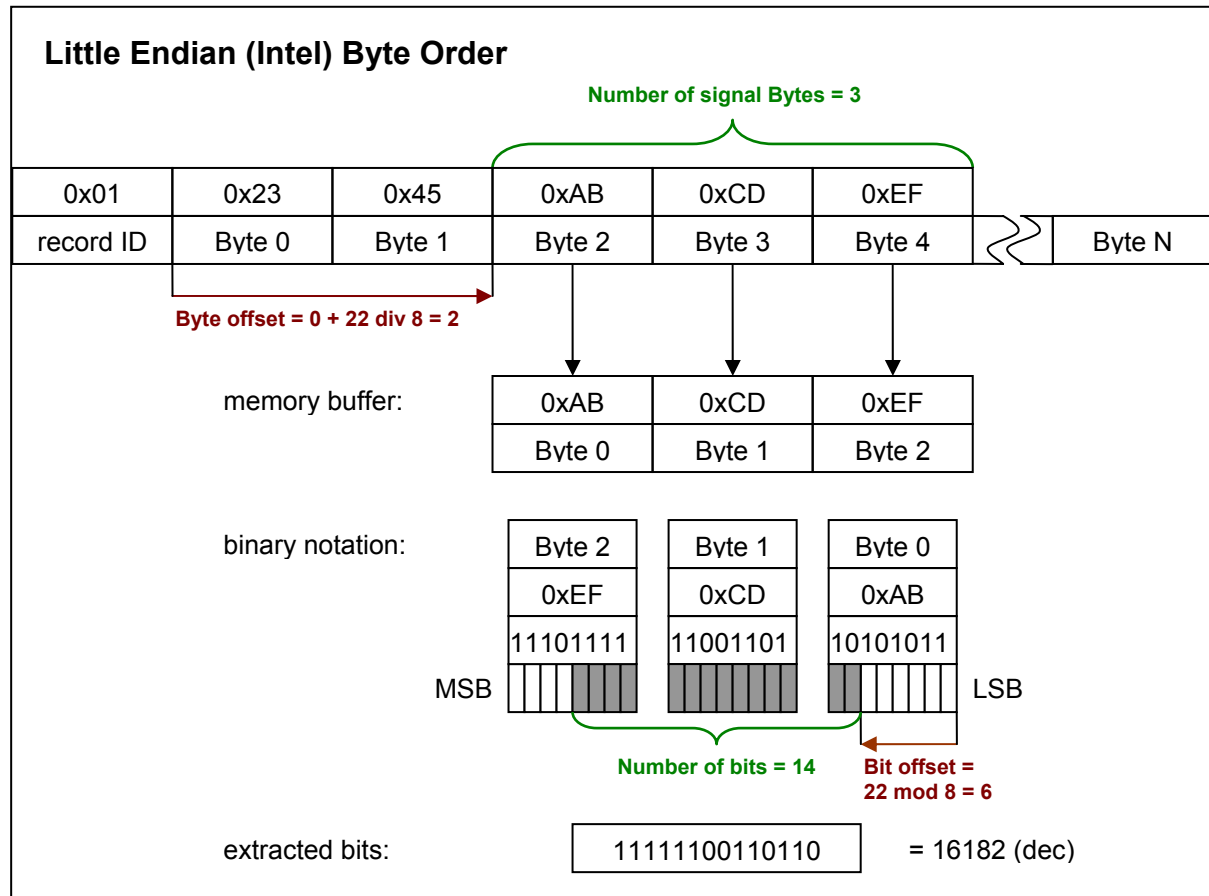 Little Endian (Intel) Byte Order
Number of signal Bytes = 3
0x01 0x23 0x45 0xAB 0xCD 0xEF
record ID Byte 0 Byte 1 Byte 2 Byte 3 Byte 4 Byte N
Byte offset = 0 + 22 div 8 = 2
memory buffer: 0xAB 0xCD 0xEF
Byte 0 Byte 1 Byte 2
binary notation: Byte 2 Byte 1 Byte 0
0xEF 0xCD 0xAB
11101111 11001101 10101011
MSB LSB
Number of bits = 14
Bit offset =
22 mod 8 = 6
extracted bits: 11111100110110 = 16182 (dec)